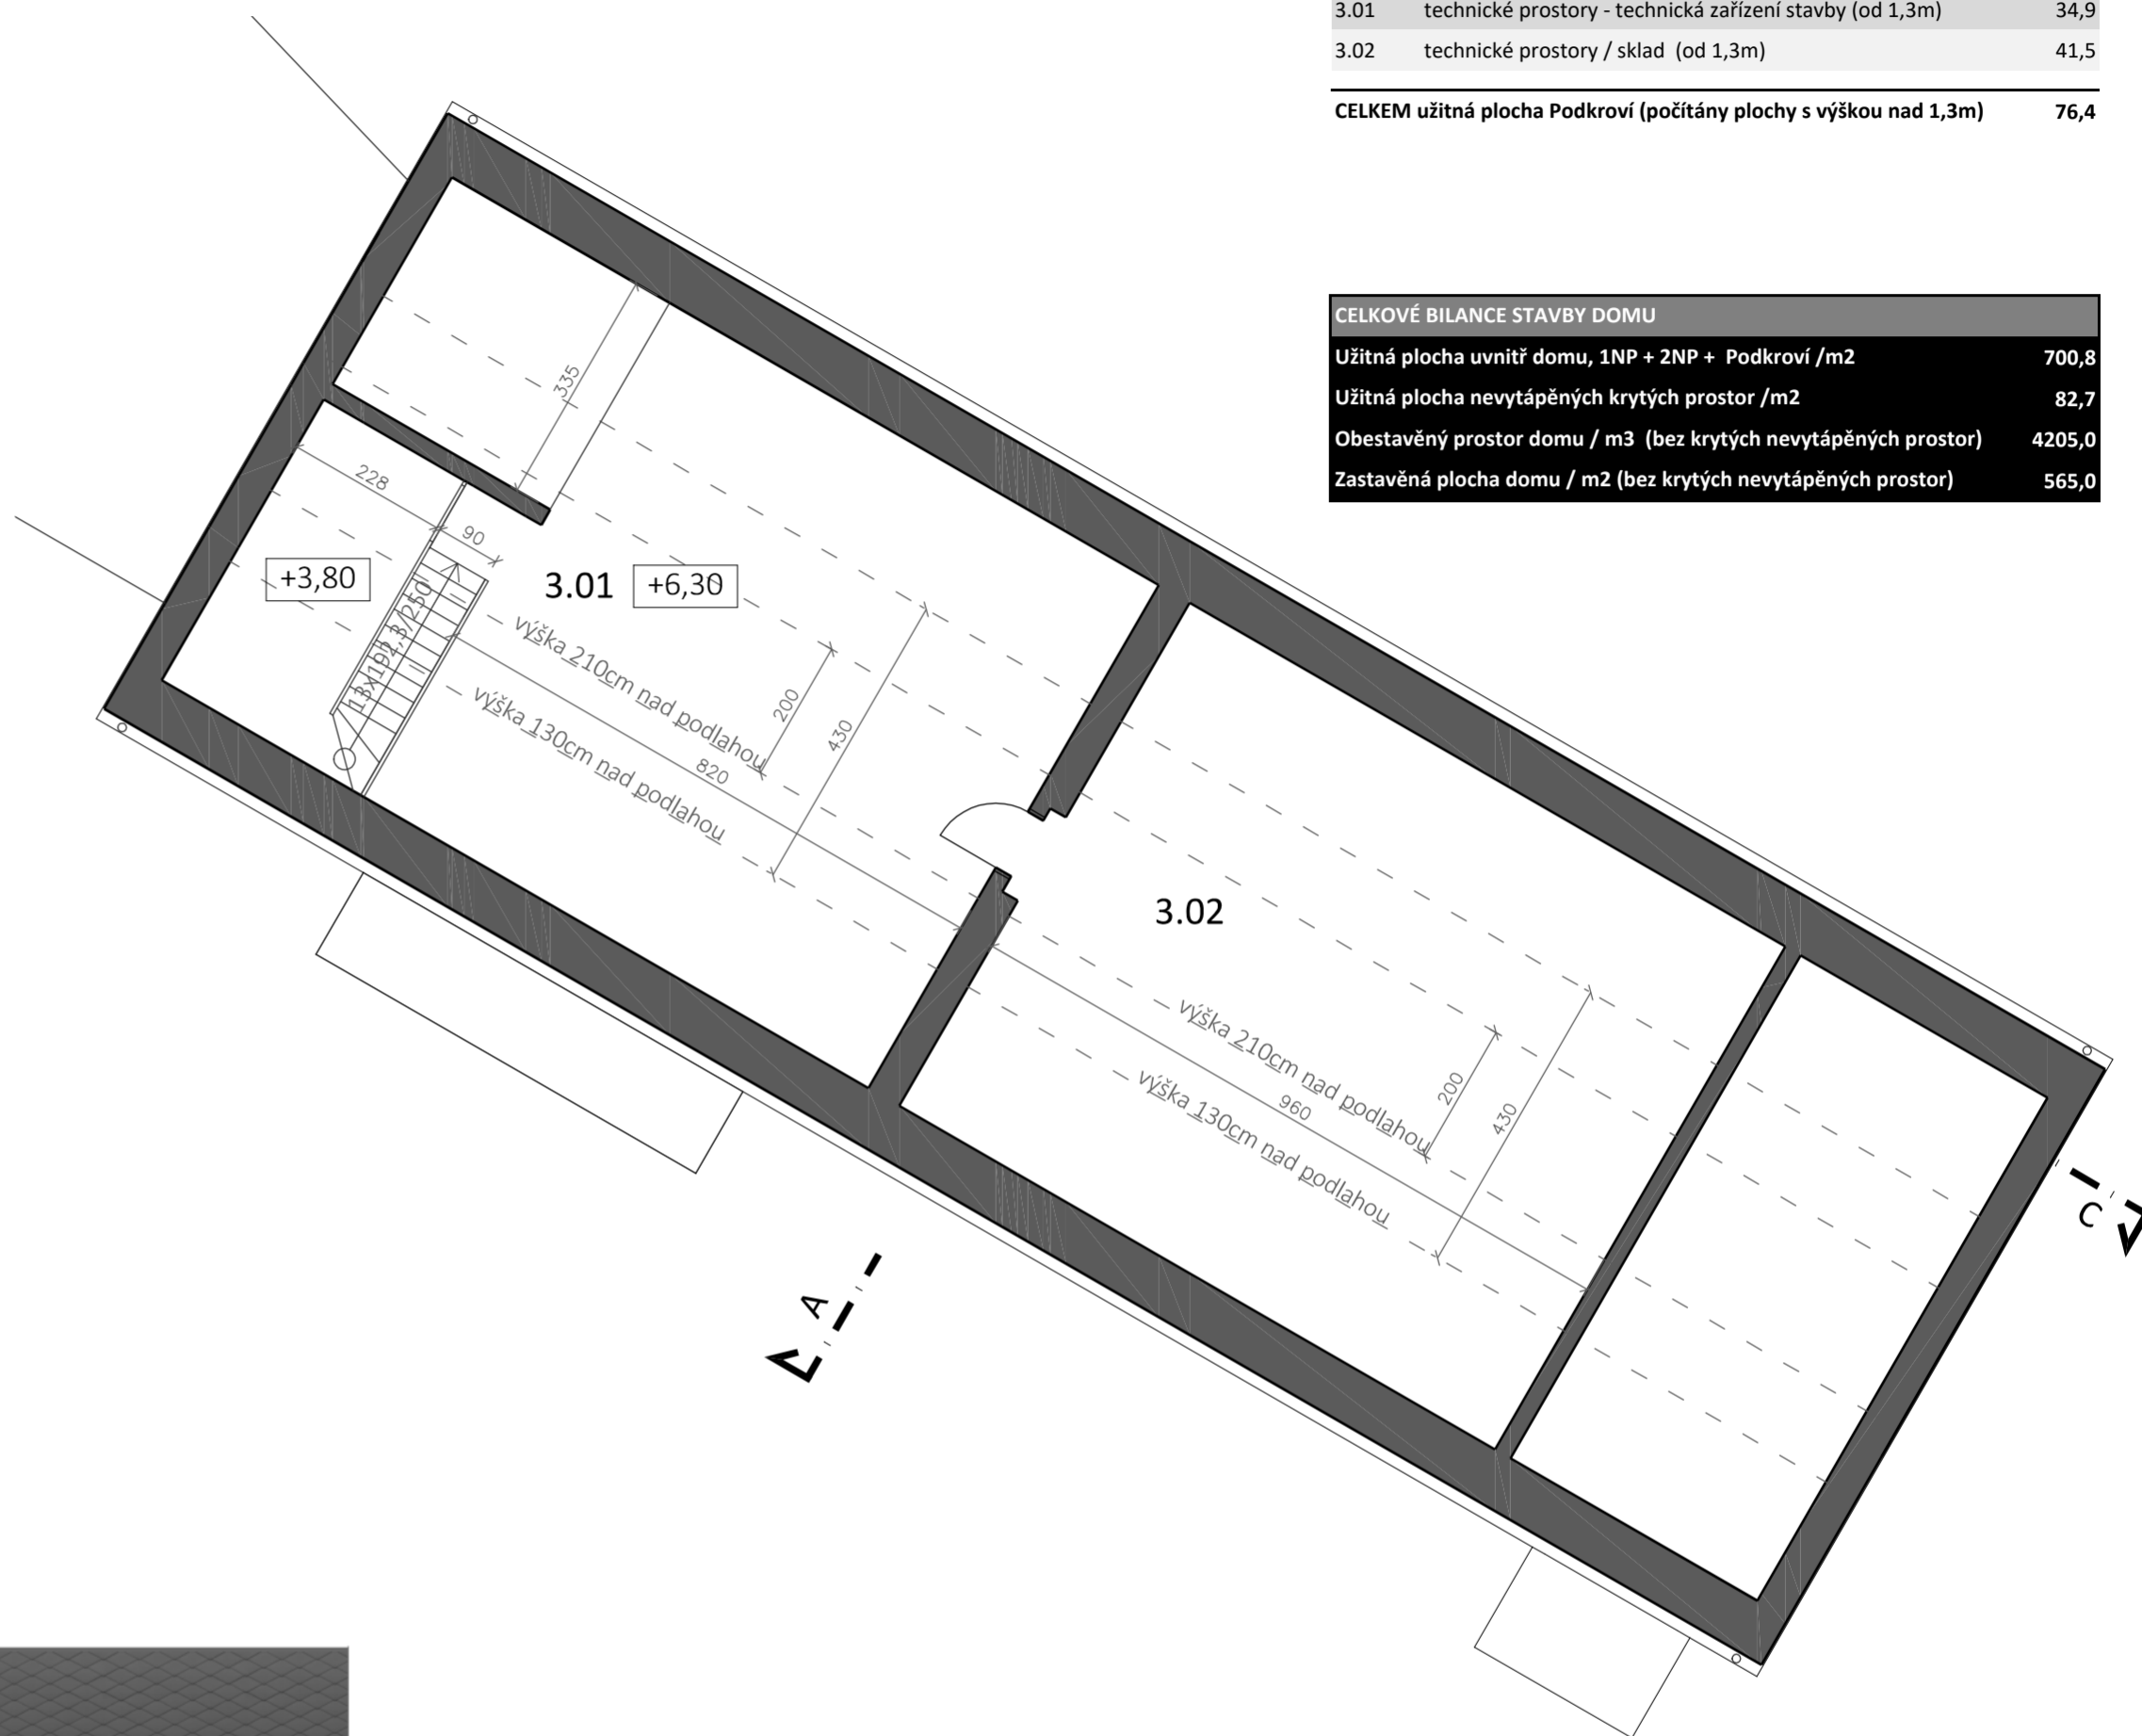 3.01 technické prostory - technická zařízení stavby (od 1,3m) 34,9
3.02 technické prostory / sklad (od 1,3m) 41,5
CELKEM užitná plocha Podkroví (počítány plochy s výškou nad 1,3m) 76,4
CELKOVÉ BILANCE STAVBY DOMU
Užitná plocha uvnitř domu, 1NP + 2NP + Podkroví /m2 700,8
Užitná plocha nevytápěných krytých prostor /m2 82,7
Obestavěný prostor domu / m3 (bez krytých nevytápěných prostor) 4205,0
Zastavěná plocha domu / m2 (bez krytých nevytápěných prostor) 565,0
335
228
90
+3,80
3.01
+6,30
13x192,3/250
výška 210cm nad podlahou
200
430
820
výška 130cm nad podlahou
3.02
výška 210cm nad podlahou
200
430
960
výška 130cm nad podlahou
C
A